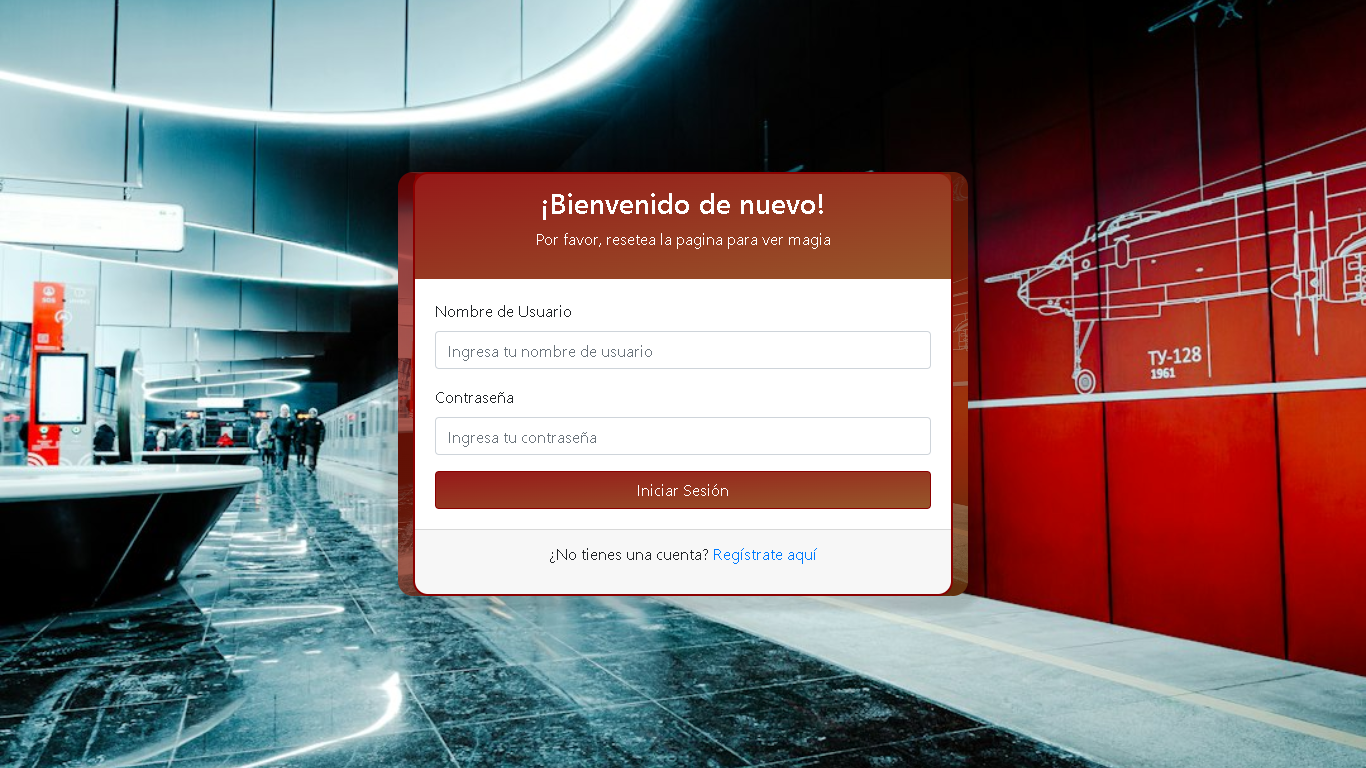 ¡Bienvenido de nuevo!
Por favor, resetea la pagina para ver magia
Nombre de Usuario
Ingresa tu nombre de usuario
Contraseña
Ingresa tu contraseña
Iniciar Sesión
¿No tienes una cuenta? Regístrate aquí
SOS
ТУ-128
1961